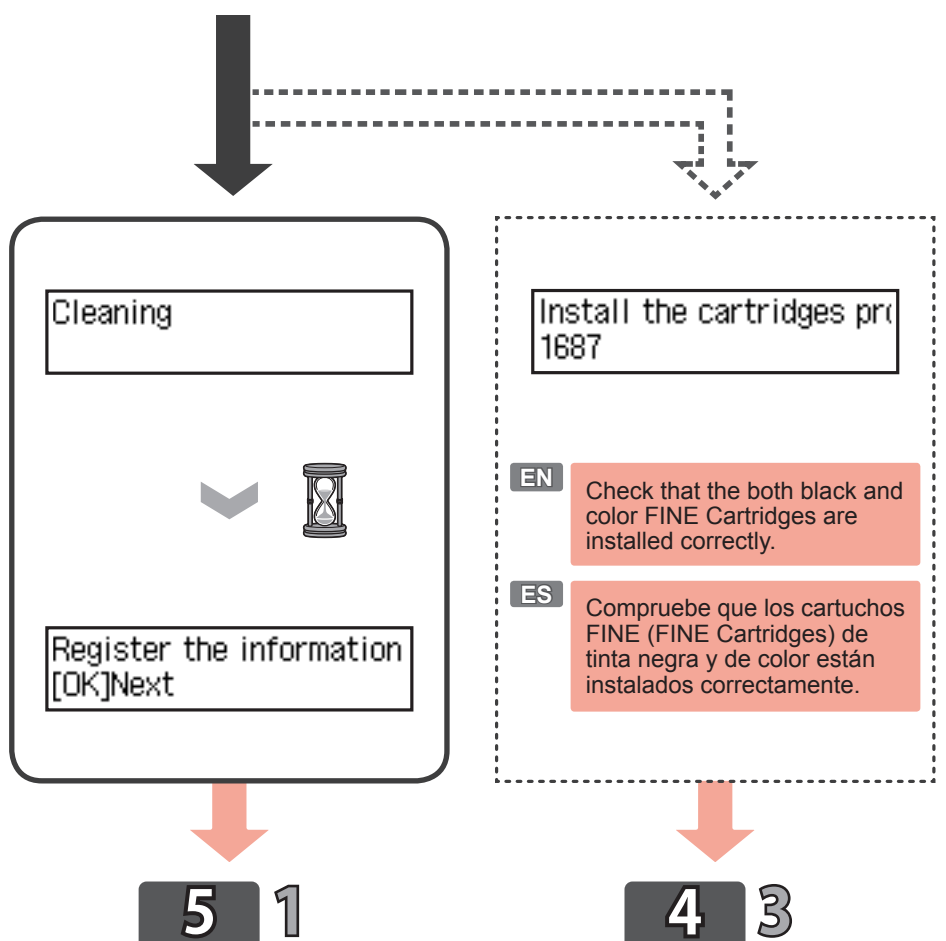 Cleaning
Register the information
[OK]Next
5 1
Install the cartridges pr
1687
EN
Check that the both black and
color FINE Cartridges are
installed correctly.
ES
Compruebe que los cartuchos
FINE (FINE Cartridges) de
tinta negra y de color están
instalados correctamente.
4 3